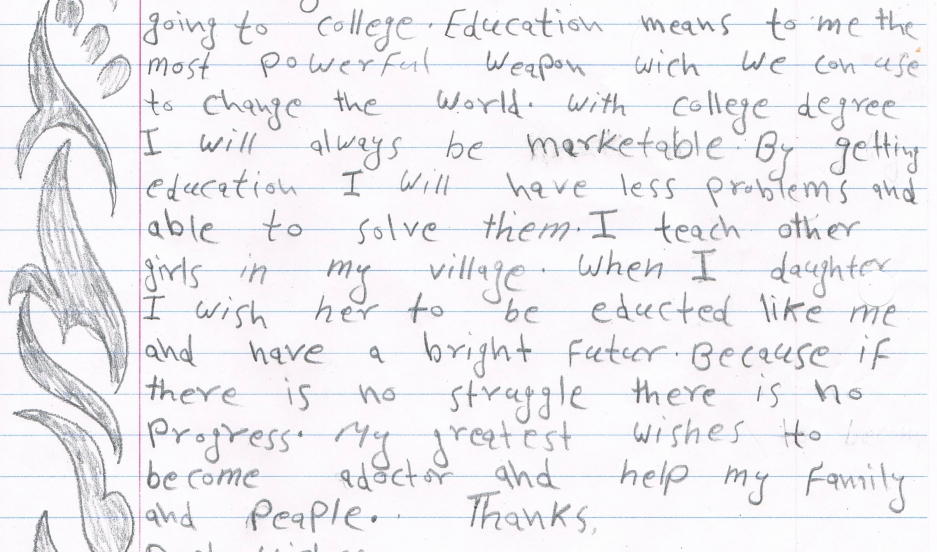 going to college. Education means to me the
most powerful weapon wich we con use
to change the world. with college degree
I will always be marketable. By getting
education I will have less problems and
able to solve them. I teach other
girls in my village. When I daughter
I wish her to be educted like me
and have a bright futur. Because if
there is no struggle there is no
progress. My greatest wishes to
become adoctor and help my family
and peaple. Thanks,